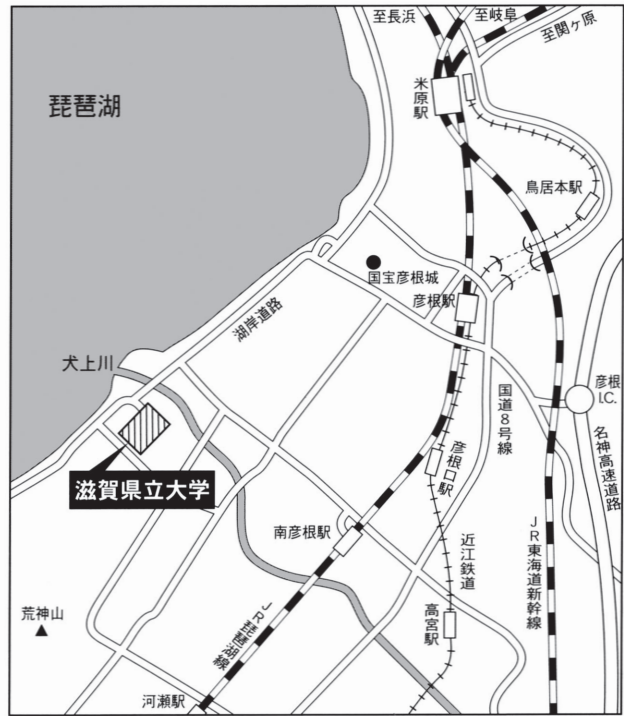 至長浜
至岐阜
至関ヶ原
琵琶湖
米原駅
鳥居本駅
国宝彦根城
彦根駅
湖岸道路
犬上川
彦根
I.C.
国道8号線
名神高速道路
彦根口駅
滋賀県立大学
南彦根駅
近江鉄道
JR東海道新幹線
荒神山
JR琵琶湖線
高宮駅
河瀬駅